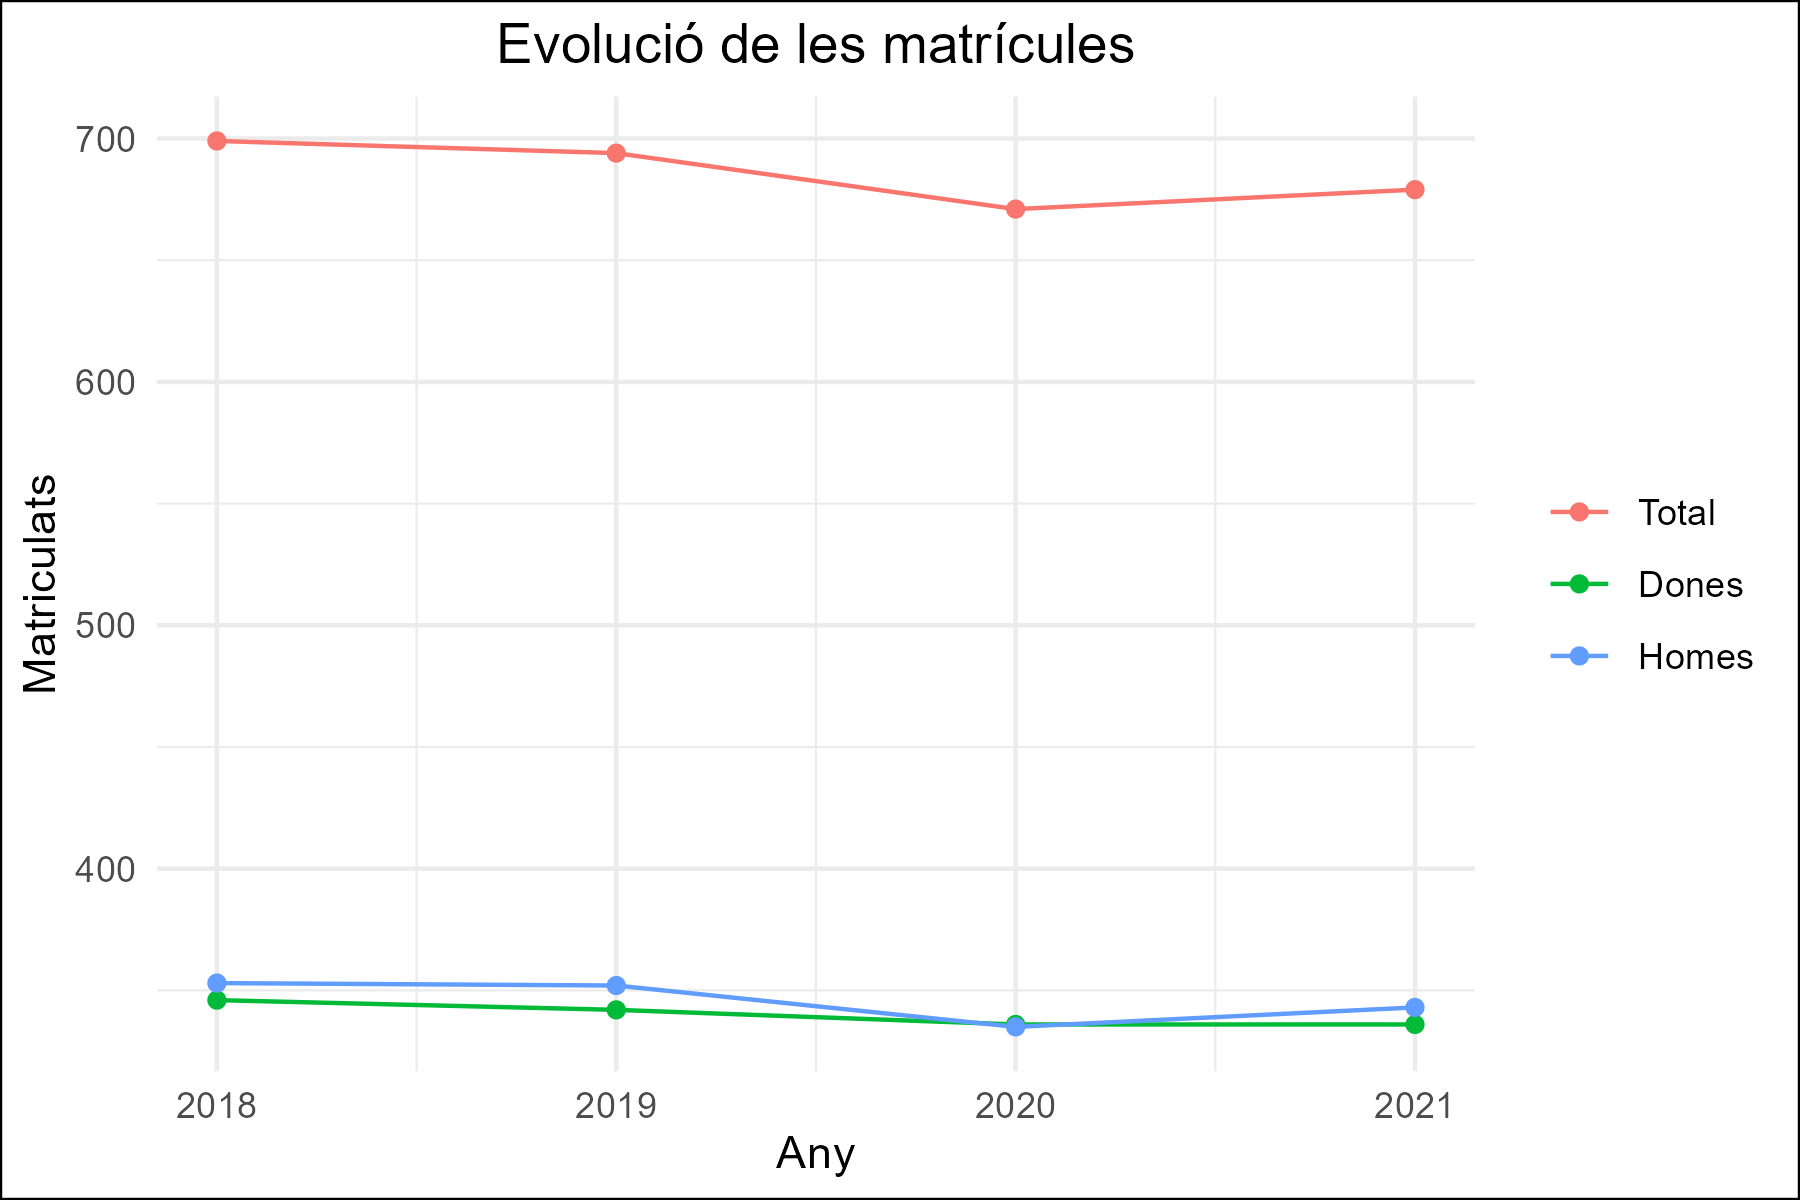 Evolució de les matrícules
700
600
500
400
Matriculats
2018
2019
2020
2021
Any
Total
Dones
Homes